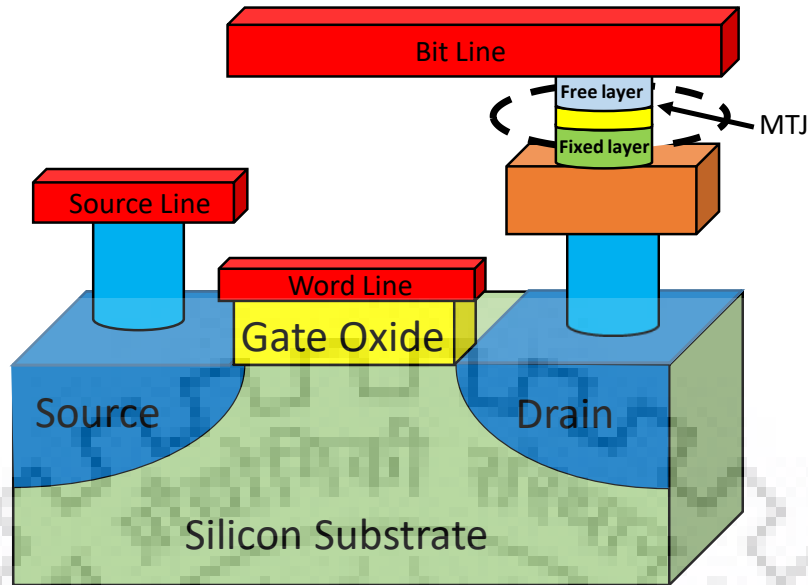 Bit Line
Free layer
MTJ
Fixed layer
Source Line
Word Line
Gate Oxide
Source
Drain
Silicon Substrate